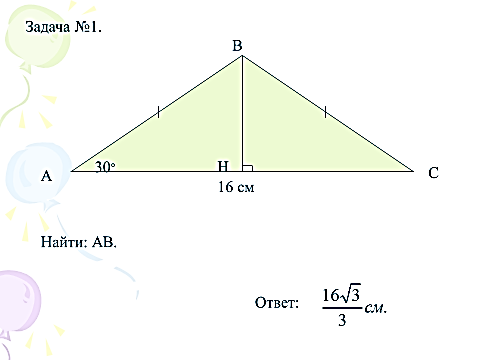 Задача №1.
B
30°
A
H
C
16 см
Найти: AB.
Ответ: 16√3/3 см.